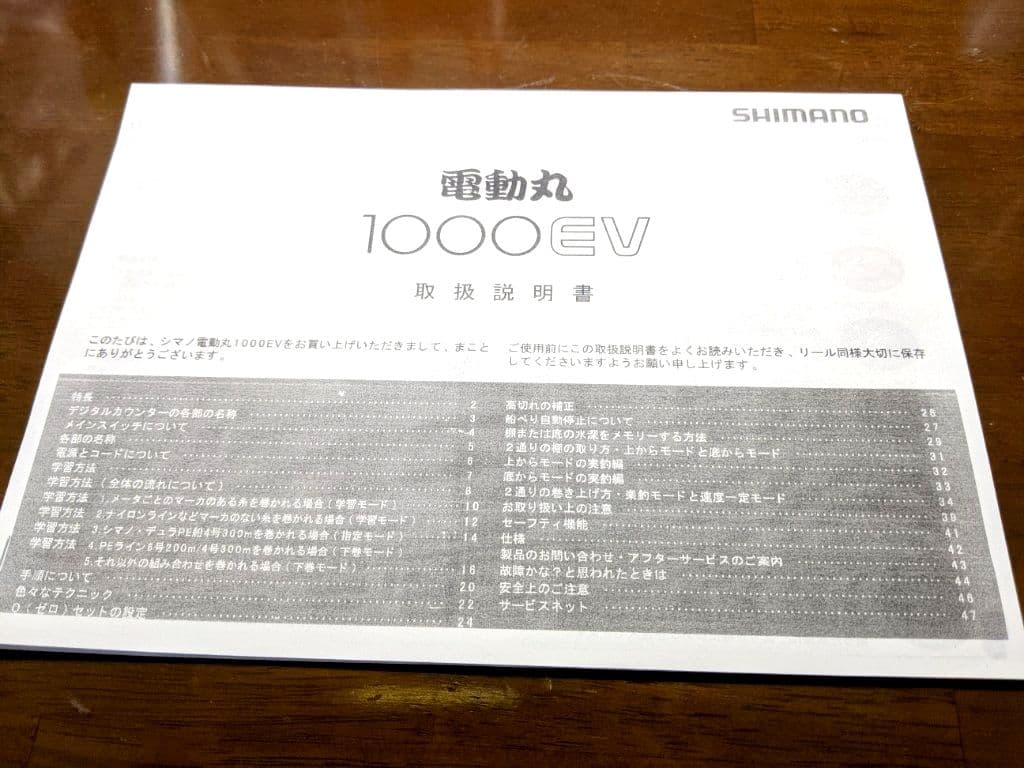 SHIMANO
電動丸
1000EV
取扱説明書
このたびは、シマノ電動丸1000EVをお買い上げいただきまして、まこと
にありがとうございます。
ご使用前にこの取扱説明書をよくお読みいただき、リール同様大切に保存
してくださいますようお願い申し上げます。
特長 2
デジタルカウンターの各部の名称 3
メインスイッチについて 4
各部の名称 5
電源とコードについて 6
学習方法 7
学習方法(全体の流れについて) 8
学習方法 1.メータごとのマーカのある糸を巻かれる場合(学習モード) 10
学習方法 2.ナイロンラインなどマーカのない糸を巻かれる場合(学習モード) 12
学習方法 3.シマノ・デュラPE船4号300mを巻かれる場合(指定モード) 14
学習方法 4.PEライン6号200m/4号300mを巻かれる場合(下巻モード)
5.それ以外の組み合わせを巻かれる場合(下巻モード) 16
手順について 20
色々なテクニック 22
0(ゼロ)セットの設定 24
高切れの補正 26
船べり自動停止について 27
棚または底の水深をメモリーする方法 29
2通りの棚の取り方・上からモードと底からモード 31
上からモードの実釣編 32
底からモードの実釣編 33
2通りの巻き上げ方・楽釣モードと速度一定モード 34
お取り扱い上の注意 39
セーフティ機能 41
仕様 42
製品のお問い合わせ・アフターサービスのご案内 43
故障かな?と思われたときは 44
安全上のご注意 46
サービスネット 47